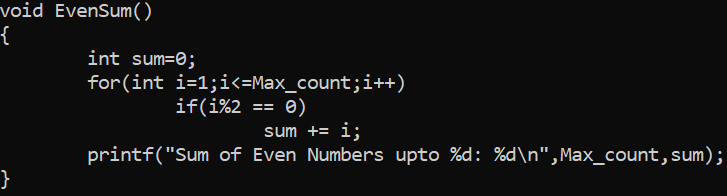 void EvenSum()
{
        int sum=0;
        for(int i=1;i<=Max_count;i++)
                if(i%2 == 0)
                        sum += i;
        printf("Sum of Even Numbers upto %d: %d\n",Max_count,sum);
}